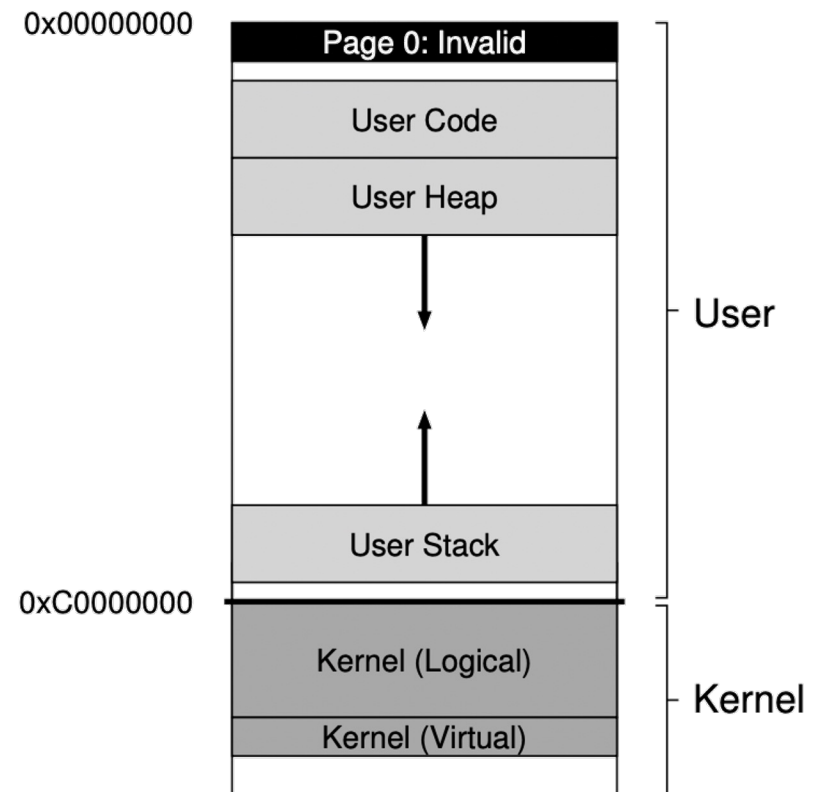 0x00000000
Page 0: Invalid
User Code
User Heap
User
User Stack
0xC0000000
Kernel (Logical)
Kernel
Kernel (Virtual)